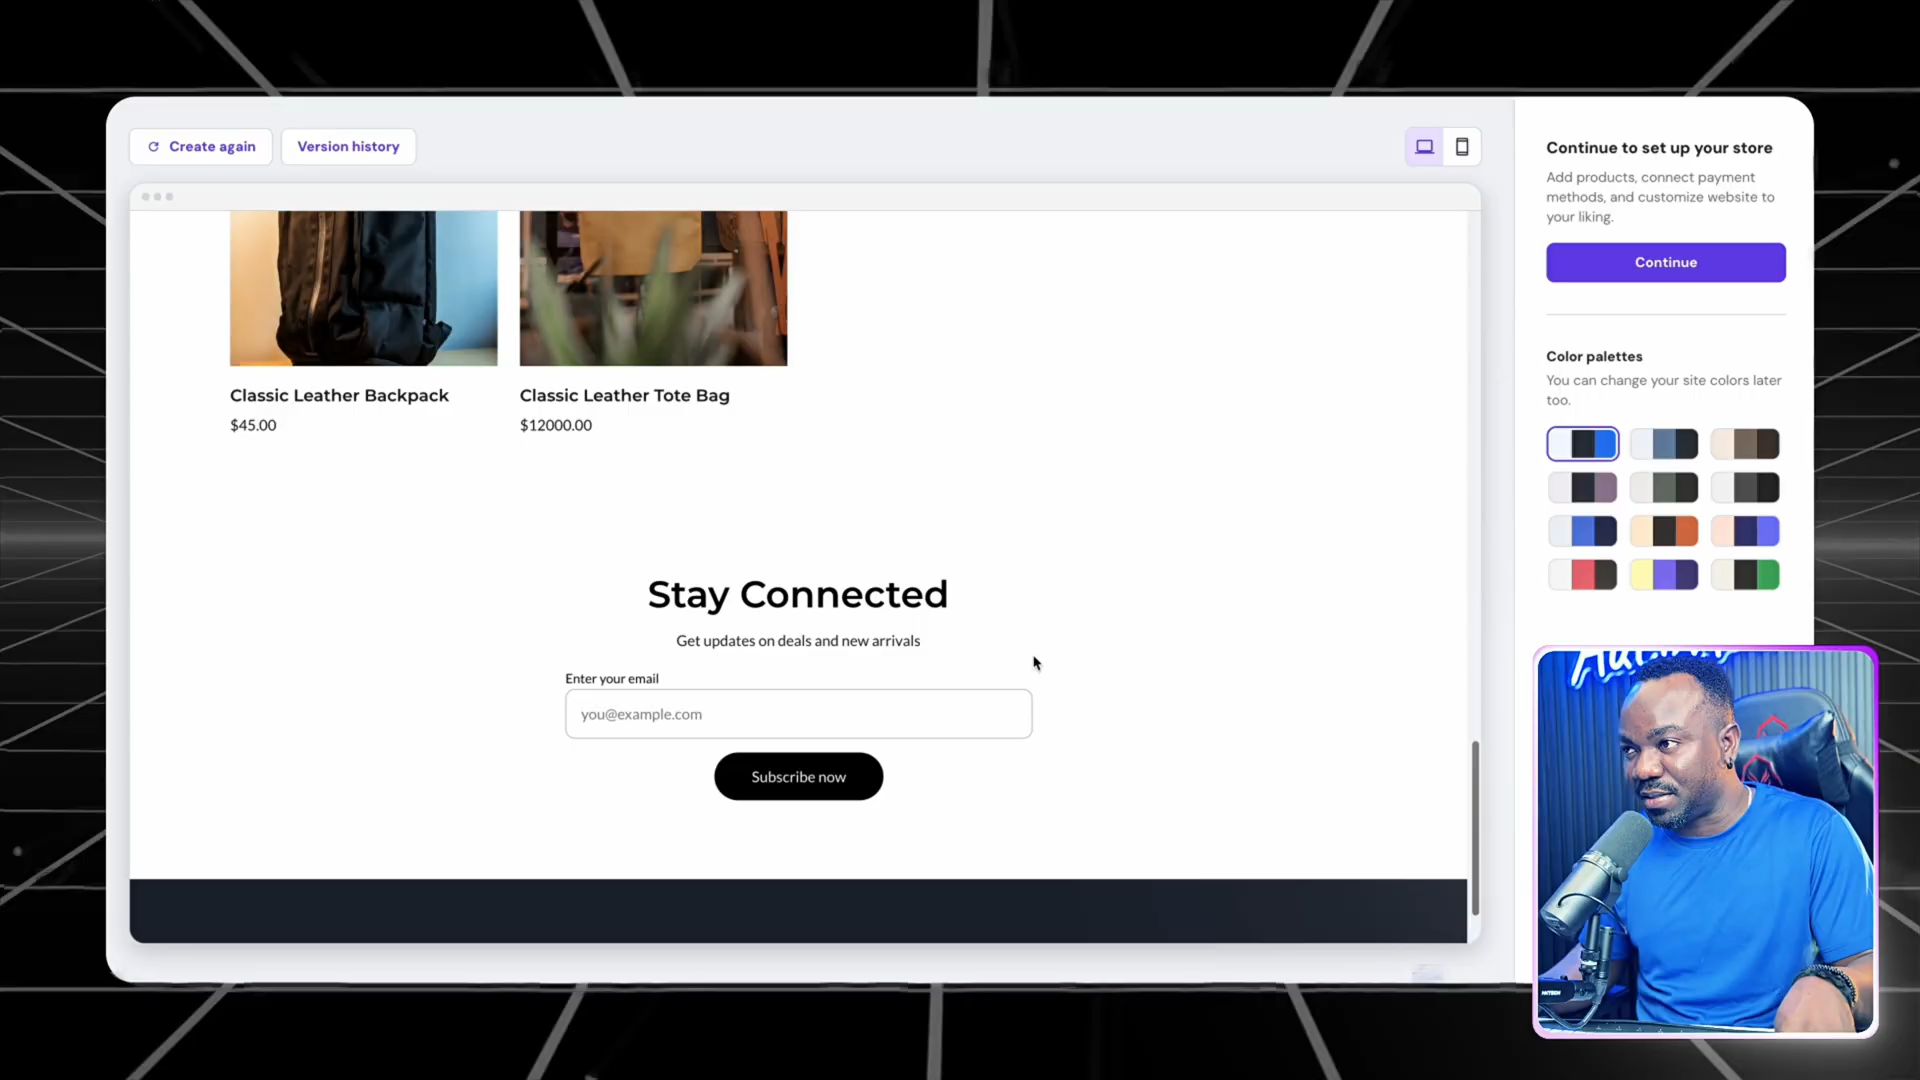 Create again
Version history
Continue to set up your store
Add products, connect payment
methods, and customize website to
your liking.
Continue
Classic Leather Backpack
$45.00
Classic Leather Tote Bag
$12000.00
Color palettes
You can change your site colors later
too.
Stay Connected
Get updates on deals and new arrivals
Enter your email
you@example.com
Subscribe now